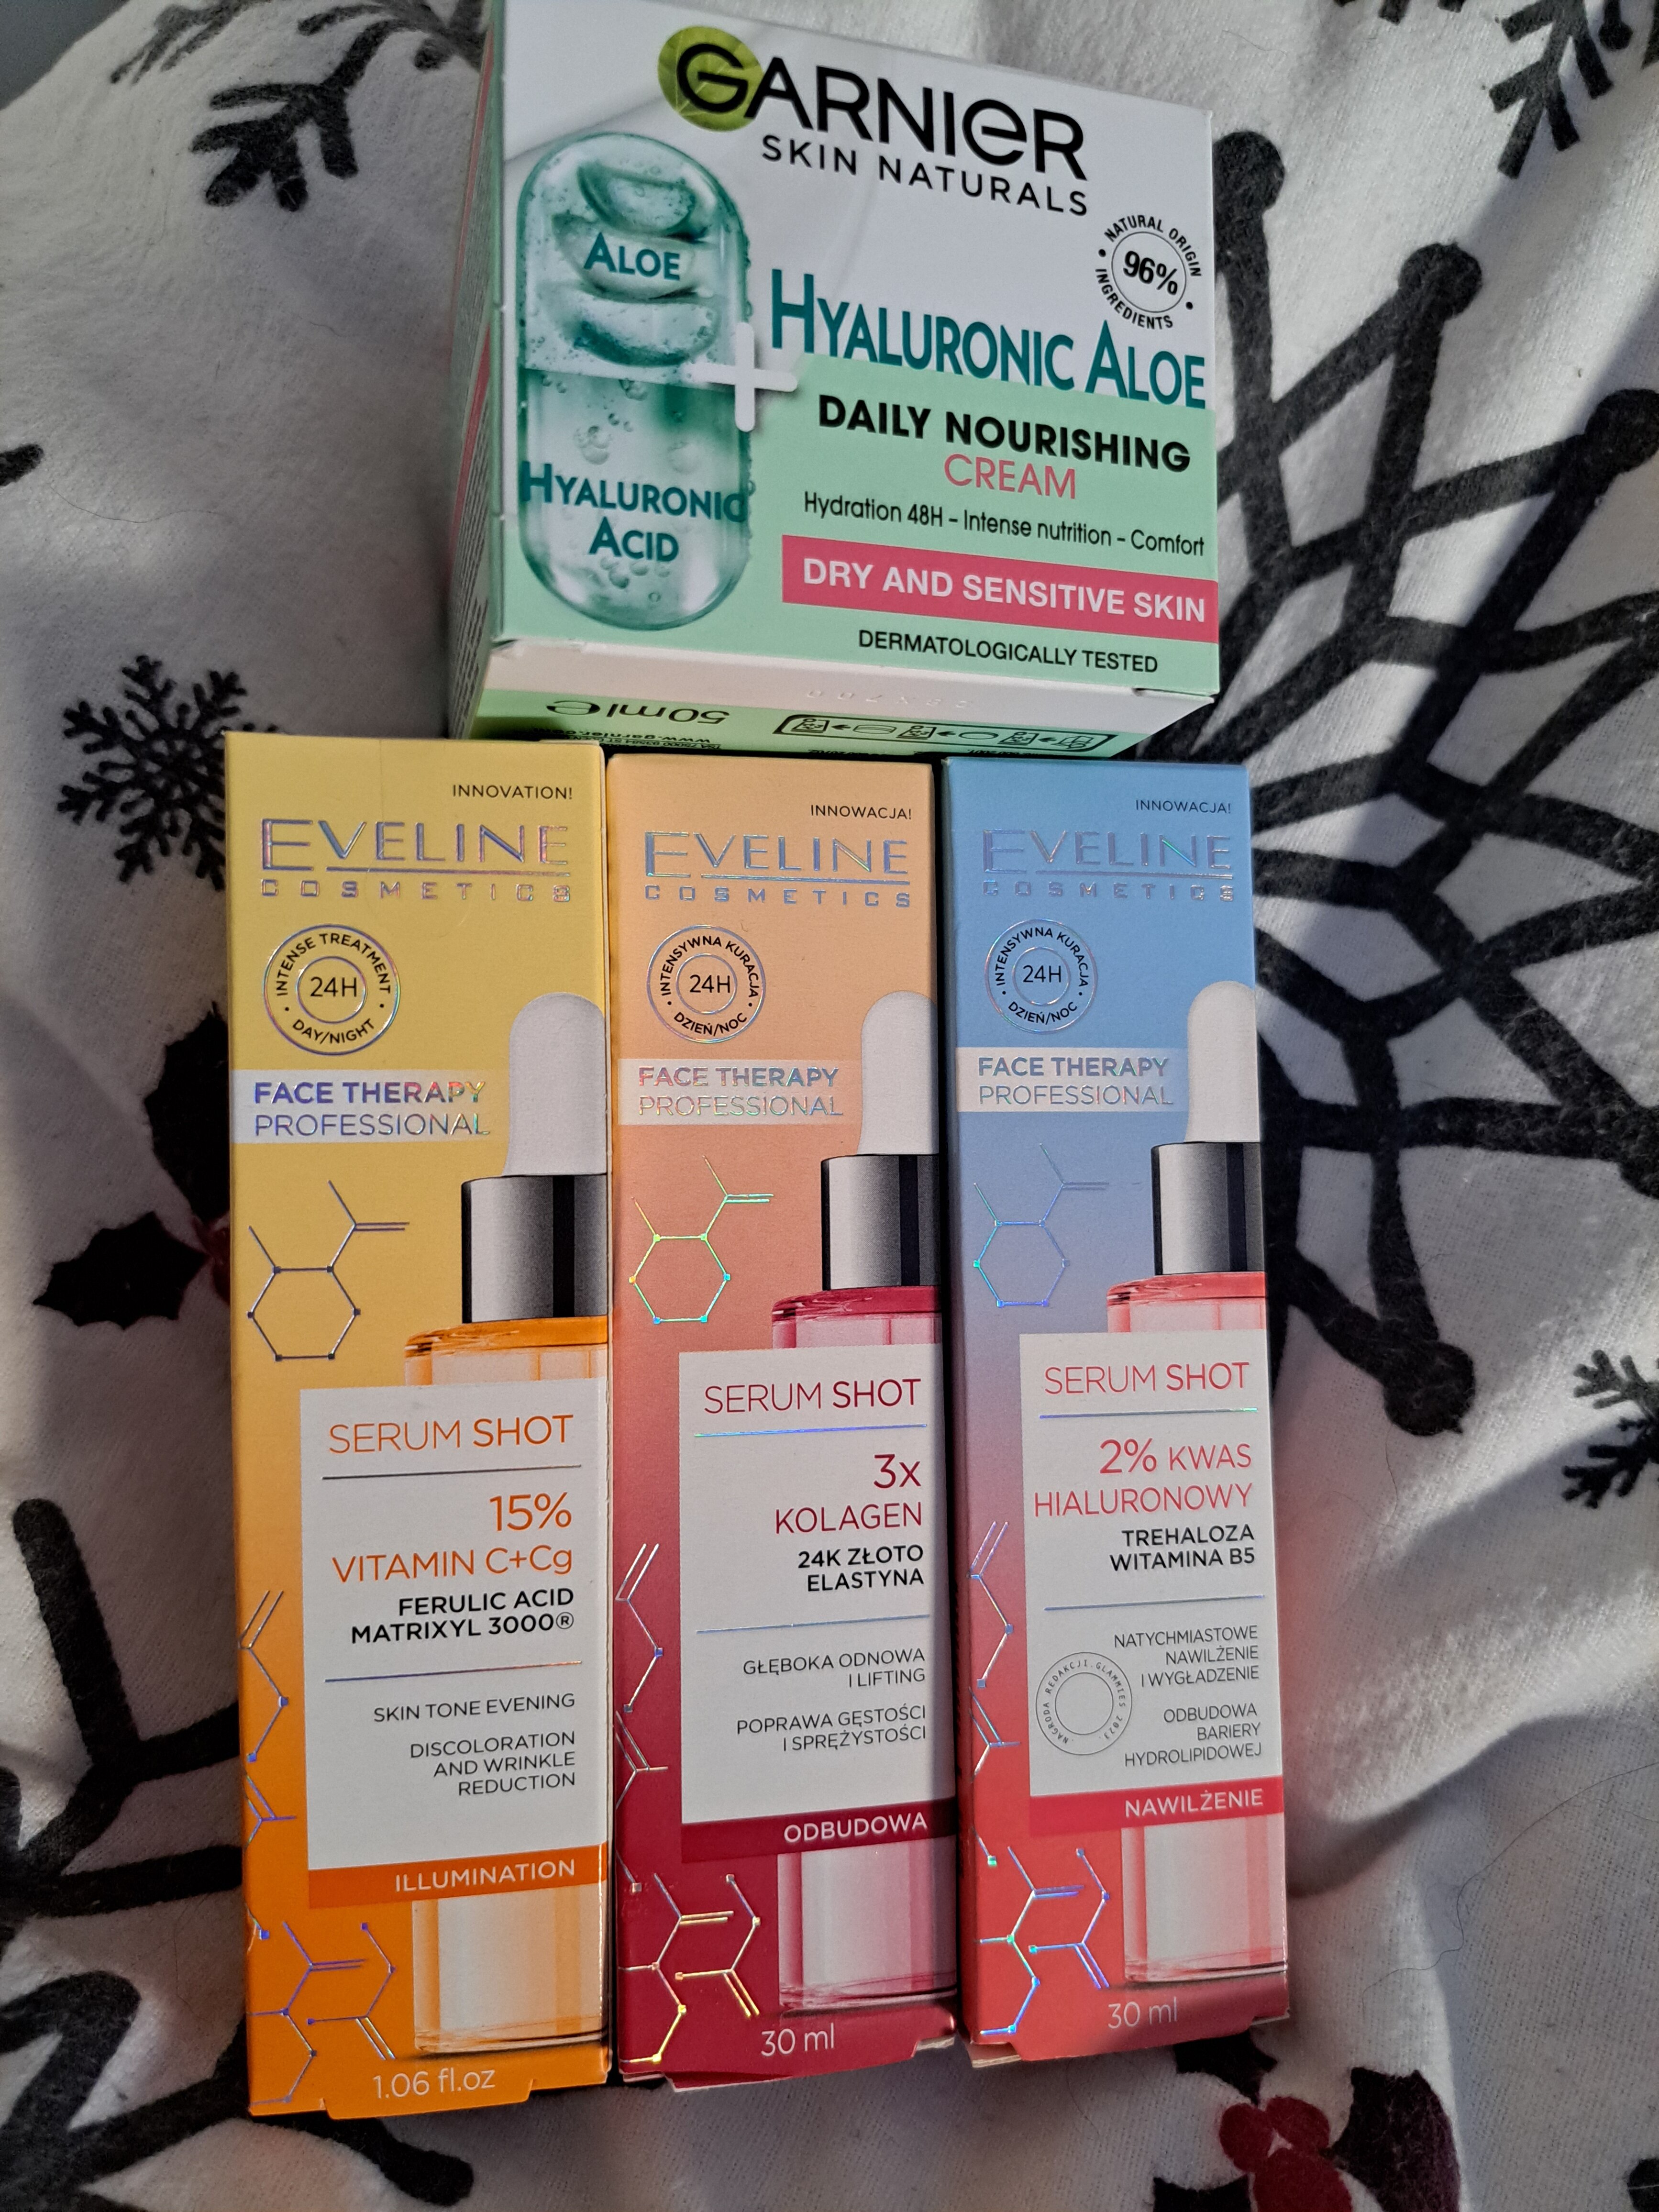 GARNIER
SKIN NATURALS
NATURAL ORIGIN
96%
INGREDIENTS
ALOE
HYALURONIC
ACID
HYALURONIC ALOE
DAILY NOURISHING
CREAM
Hydration 48H – Intense nutrition – Comfort
DRY AND SENSITIVE SKIN
DERMATOLOGICALLY TESTED
50ml e
INNOVATION!
EVELINE
COSMETICS
INTENSE TREATMENT
24H
DAY/NIGHT
FACE THERAPY
PROFESSIONAL
SERUM SHOT
15%
VITAMIN C+Cg
FERULIC ACID
MATRIXYL 3000®
SKIN TONE EVENING
DISCOLORATION
AND WRINKLE
REDUCTION
ILLUMINATION
1.06 fl.oz
INNOWACJA!
EVELINE
COSMETICS
INTENSYWNA KURACJA
24H
DZIEŃ/NOC
FACE THERAPY
PROFESSIONAL
SERUM SHOT
3x
KOLAGEN
24K ZŁOTO
ELASTYNA
GŁĘBOKA ODNOWA
I LIFTING
POPRAWA GĘSTOŚCI
I SPRĘŻYSTOŚCI
ODBUDOWA
30 ml
INNOWACJA!
EVELINE
COSMETICS
INTENSYWNA KURACJA
24H
DZIEŃ/NOC
FACE THERAPY
PROFESSIONAL
SERUM SHOT
2% KWAS
HIALURONOWY
TREHALOZA
WITAMINA B5
NATYCHMIASTOWE
NAWILŻENIE
I WYGŁADZENIE
NAGRODA REDAKCJI GLAMMIES 2023
ODBUDOWA
BARIERY
HYDROLIPIDOWEJ
NAWILŻENIE
30 ml